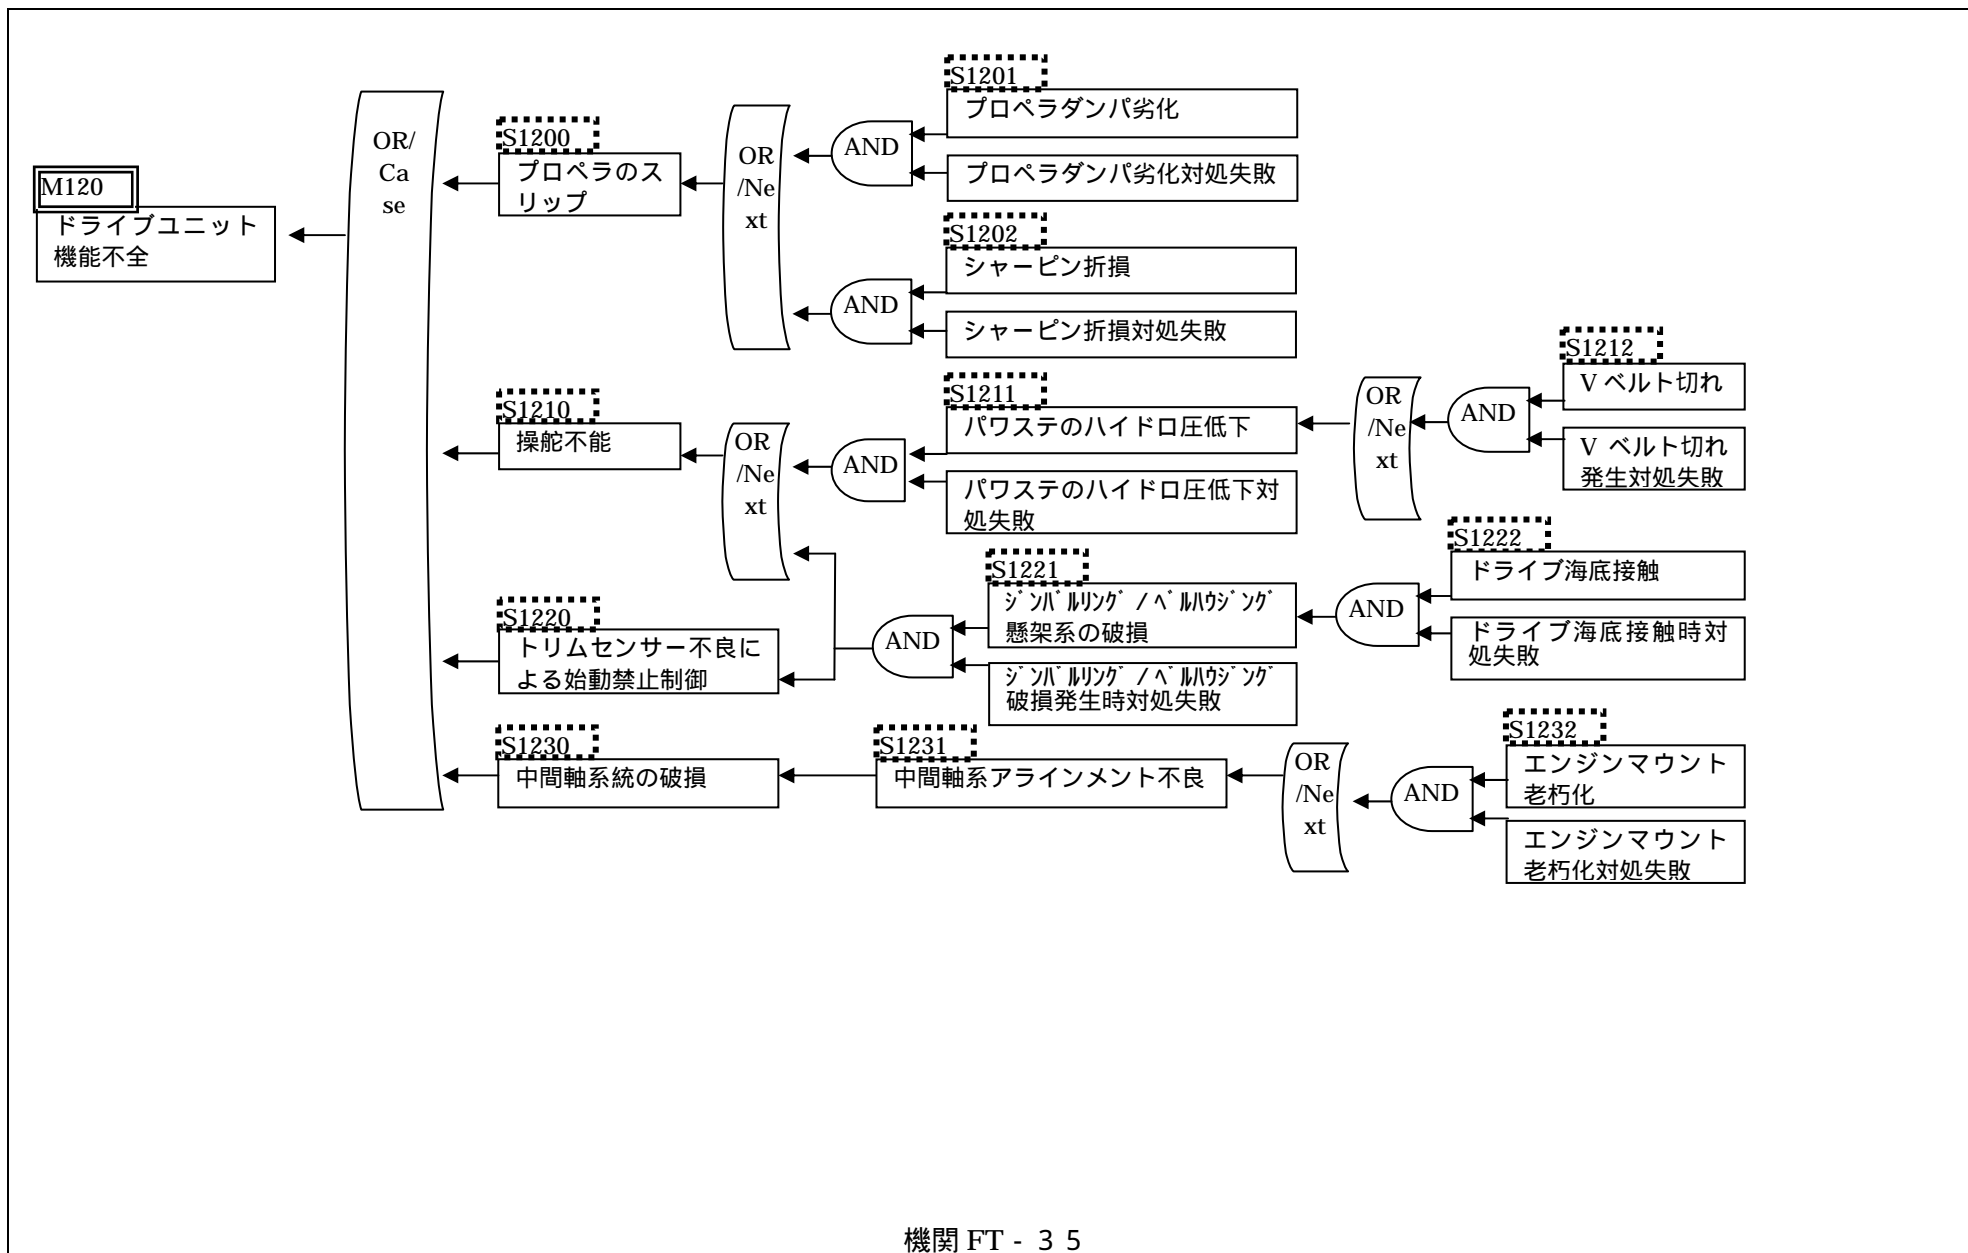 M120
ドライブユニット
機能不全
OR/
Ca
se
S1200
プロペラのス
リップ
OR
/Ne
xt
AND
S1201
プロペラダンパ劣化
プロペラダンパ劣化対処失敗
AND
S1202
シャーピン折損
シャーピン折損対処失敗
S1210
操舵不能
OR
/Ne
xt
AND
S1211
パワステのハイドロ圧低下
パワステのハイドロ圧低下対
処失敗
OR
/Ne
xt
AND
S1212
V ベルト切れ
V ベルト切れ
発生対処失敗
S1220
トリムセンサー不良に
よる始動禁止制御
AND
S1221
ジンバルリング/ベルハウジング
懸架系の破損
ジンバルリング/ベルハウジング
破損発生時対処失敗
AND
S1222
ドライブ海底接触
ドライブ海底接触時対
処失敗
S1230
中間軸系統の破損
S1231
中間軸系アラインメント不良
OR
/Ne
xt
AND
S1232
エンジンマウント
老朽化
エンジンマウント
老朽化対処失敗
機関 FT - 3 5